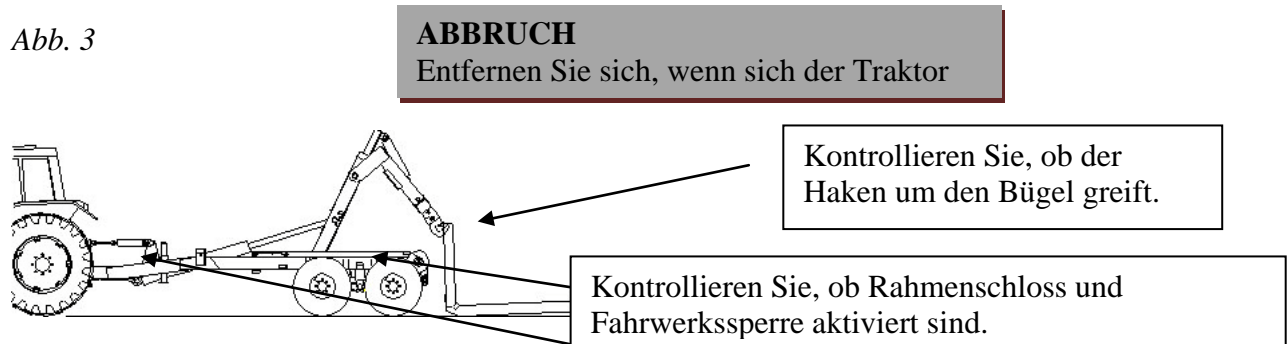 Abb. 3
ABBRUCH
Entfernen Sie sich, wenn sich der Traktor
Kontrollieren Sie, ob der
Haken um den Bügel greift.
Kontrollieren Sie, ob Rahmenschloss und
Fahrwerkssperre aktiviert sind.